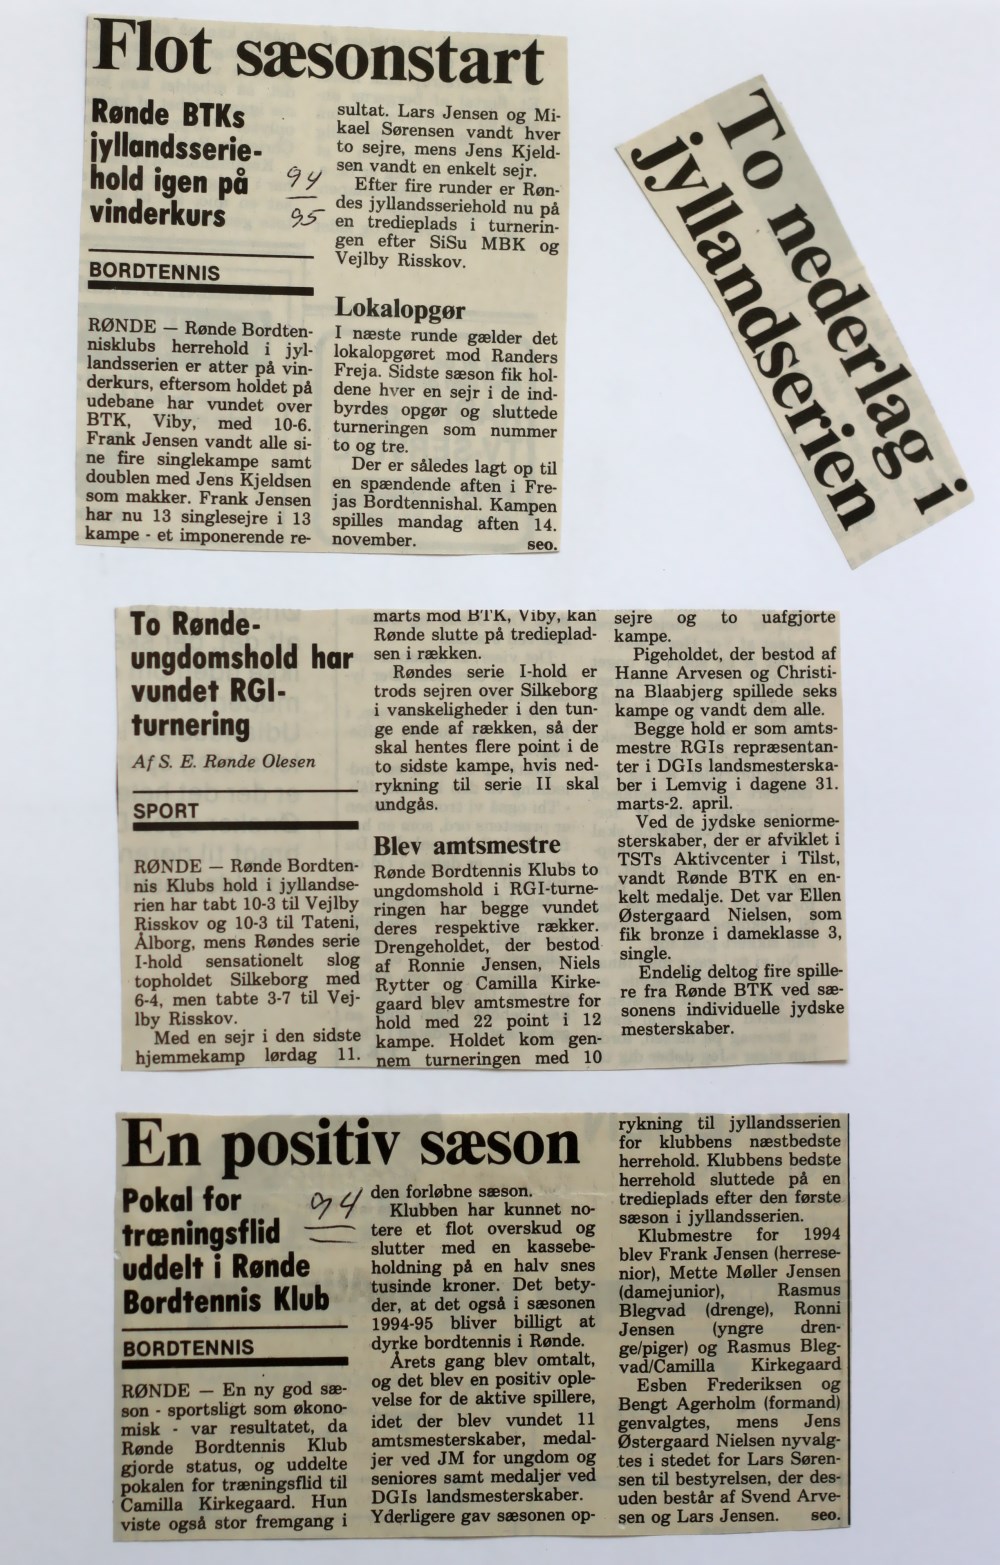 Flot sæsonstart
Rønde BTKs
jyllandsserie-
hold igen på
vinderkurs
94
95
BORDTENNIS
RØNDE — Rønde Bordten-
nisklubs herrehold i jyl-
landsserien er atter på vin-
derkurs, eftersom holdet på
udebane har vundet over
BTK, Viby, med 10-6.
Frank Jensen vandt alle si-
ne fire singlekampe samt
doublen med Jens Kjeldsen
som makker. Frank Jensen
har nu 13 singlesejre i 13
kampe - et imponerende re-
sultat. Lars Jensen og Mi-
kael Sørensen vandt hver
to sejre, mens Jens Kjeld-
sen vandt en enkelt sejr.
Efter fire runder er Røn-
des jyllandsseriehold nu på
en tredieplads i turnerin-
gen efter SiSu MBK og
Vejlby Risskov.
Lokalopgør
I næste runde gælder det
lokalopgøret mod Randers
Freja. Sidste sæson fik hol-
dene hver en sejr i de ind-
byrdes opgør og sluttede
turneringen som nummer
to og tre.
Der er således lagt op til
en spændende aften i Fre-
jas Bordtennishal. Kampen
spilles mandag aften 14.
november. seo.
To nederlag i
jyllandserien
To Rønde-
ungdomshold har
vundet RGI-
turnering
Af S. E. Rønde Olesen
SPORT
RØNDE — Rønde Bordten-
nis Klubs hold i jyllandse-
rien har tabt 10-3 til Vejlby
Risskov og 10-3 til Tateni,
Ålborg, mens Røndes serie
I-hold sensationelt slog
topholdet Silkeborg med
6-4, men tabte 3-7 til Vej-
lby Risskov.
Med en sejr i den sidste
hjemmekamp lørdag 11.
marts mod BTK, Viby, kan
Rønde slutte på trediepladsen
sen i rækken.
Røndes serie I-hold er
trods sejren over Silkeborg
i vanskeligheder i den tun-
ge ende af rækken, så der
skal hentes flere point i de
to sidste kampe, hvis ned-
rykning til serie II skal
undgås.
Blev amtsmestre
Rønde Bordtennis Klubs to
ungdomshold i RGI-turne-
ringen har begge vundet
deres respektive rækker.
Drengeholdet, der bestod
af Ronnie Jensen, Niels
Rytter og Camilla Kirke-
gaard blev amtsmestre for
hold med 22 point i 12
kampe. Holdet kom gen-
nem turneringen med 10
sejre og to uafgjorte
kampe.
Pigeholdet, der bestod af
Hanne Arvesen og Christi-
na Blaabjerg spillede seks
kampe og vandt dem alle.
Begge hold er som amts-
mestre RGIs repræsentan-
ter i DGIs landsmesterska-
ber i Lemvig i dagene 31.
marts-2. april.
Ved de jydske seniorme-
sterskaber, der er afviklet i
TSTs Aktivcenter i Tilst,
vandt Rønde BTK en en-
kelt medalje. Det var Ellen
Østergaard Nielsen, som
fik bronze i dameklasse 3,
single.
Endelig deltog fire spille-
re fra Rønde BTK ved sæ-
sonens individuelle jydske
mesterskaber.
En positiv sæson
Pokal for
træningsflid
uddelt i Rønde
Bordtennis Klub
94
BORDTENNIS
RØNDE — En ny god sæ-
son - sportsligt som økono-
misk - var resultatet, da
Rønde Bordtennis Klub
gjorde status, og uddelte
pokalen for træningsflid til
Camilla Kirkegaard. Hun
viste også stor fremgang i
den forløbne sæson.
Klubben har kunnet no-
tere et flot overskud og
slutter med en kassebe-
holdning på en halv snes
tusinde kroner. Det bety-
der, at det også i sæsonen
1994-95 bliver billigt at
dyrke bordtennis i Rønde.
Årets gang blev omtalt,
og det blev en positiv ople-
velse for de aktive spillere,
idet der blev vundet 11
amtsmesterskaber, medal-
jer ved JM for ungdom og
seniores samt medaljer ved
DGIs landsmesterskaber.
Yderligere gav sæsonen op-
rykning til jyllandsserien
for klubbens næstbedste
herrehold. Klubbens bedste
herrehold sluttede på en
tredieplads efter den første
sæson i jyllandsserien.
Klubmestre for 1994
blev Frank Jensen (herrese-
nior), Mette Møller Jensen
(damejunior), Rasmus
Blegvad (drenge), Ronni
Jensen (yngre dren-
ge/piger) og Rasmus Bleg-
vad/Camilla Kirkegaard
Esben Frederiksen og
Bengt Agerholm (formand)
genvalgtes, mens Jens
Østergaard Nielsen nyvalg-
tes i stedet for Lars Søren-
sen til bestyrelsen, der des-
uden består af Svend Arve-
sen og Lars Jensen. seo.